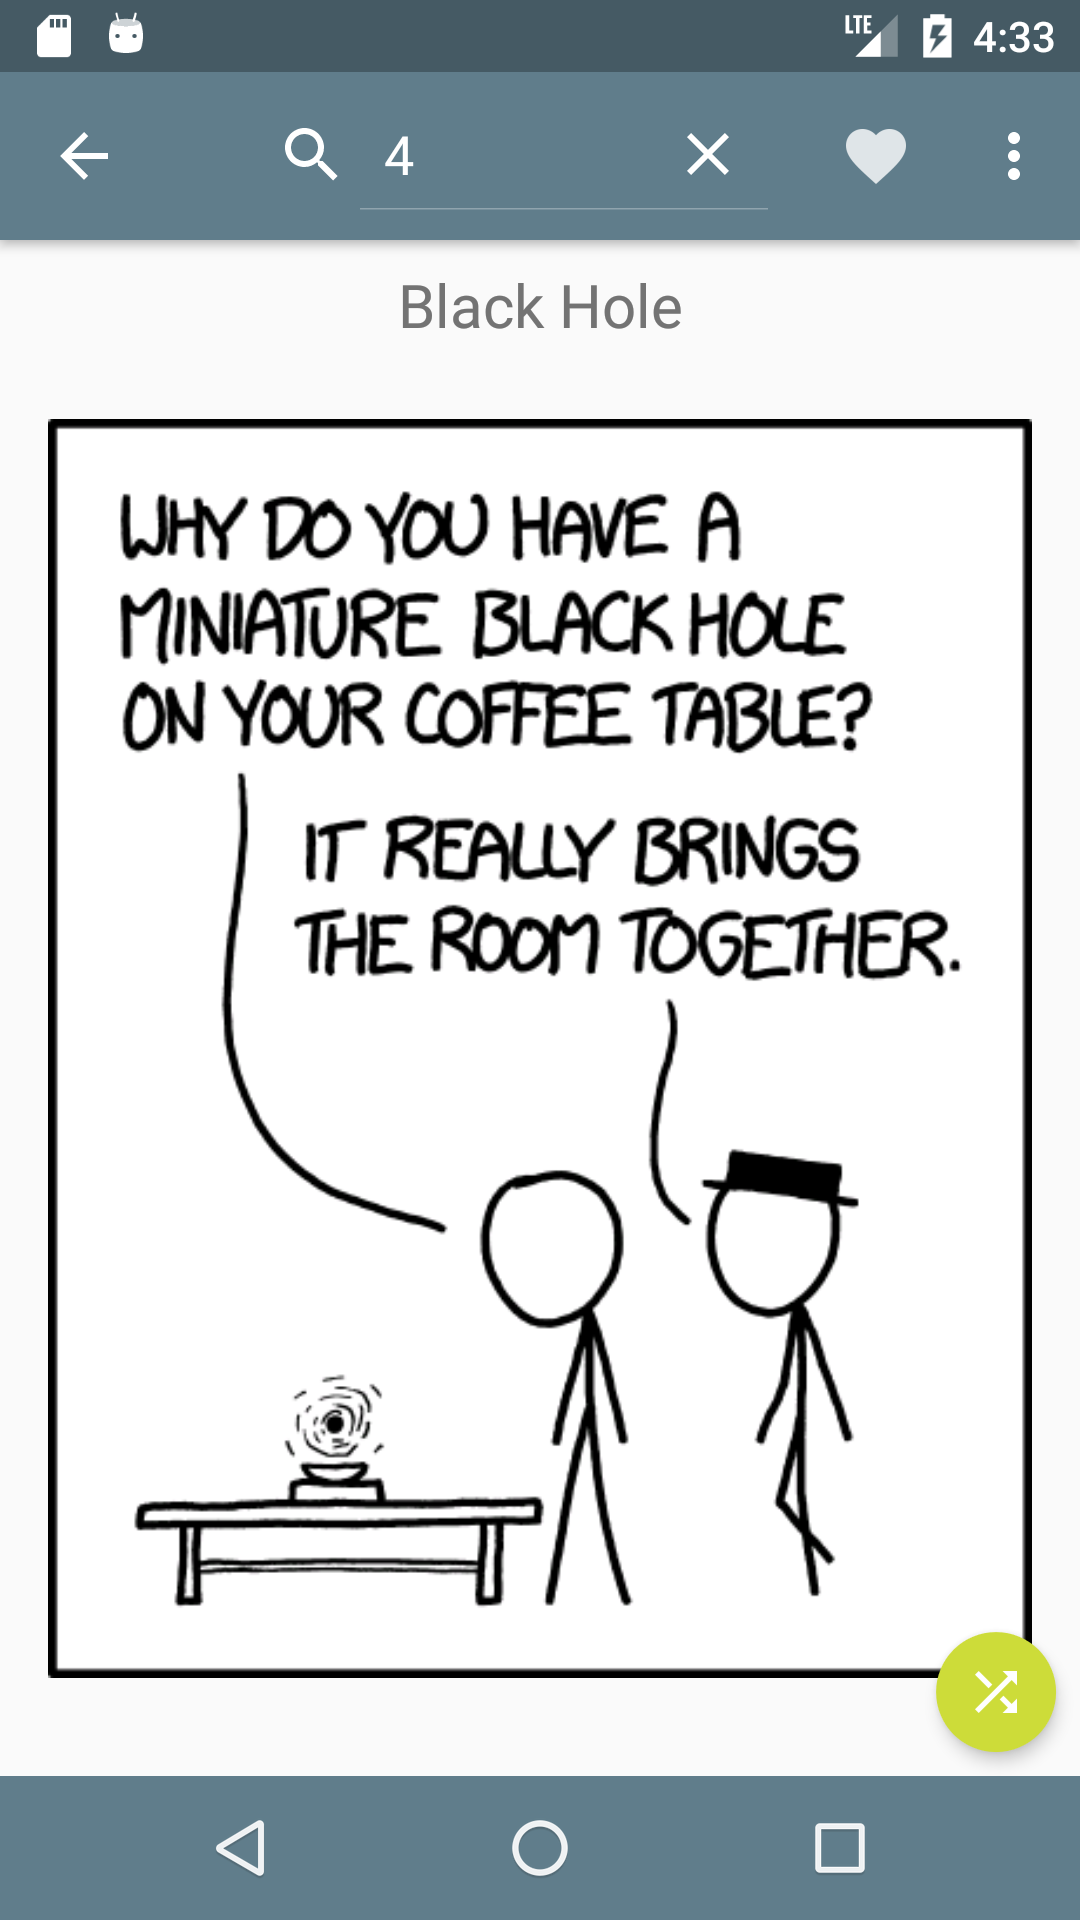 LTE 4:33
4
Black Hole
WHY DO YOU HAVE A
MINIATURE BLACK HOLE
ON YOUR COFFEE TABLE?
IT REALLY BRINGS
THE ROOM TOGETHER.